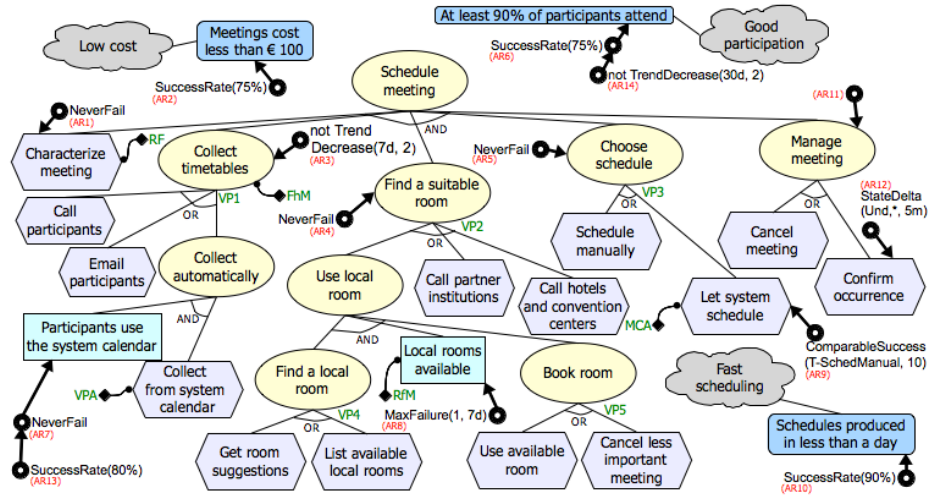 Low cost
Meetings cost
less than € 100
At least 90% of participants attend
Good
participation
SuccessRate(75%)
(AR6)
not TrendDecrease(30d, 2)
(AR14)
SuccessRate(75%)
(AR2)
Schedule
meeting
AND
NeverFail
(AR1)
RF
Characterize
meeting
Collect
timetables
not Trend
Decrease(7d, 2)
(AR3)
FhM
VP1
OR
NeverFail
(AR5)
Choose
schedule
VP3
OR
(AR11)
Manage
meeting
OR
(AR12)
StateDelta
(Und,*, 5m)
Find a suitable
room
NeverFail
(AR4)
VP2
OR
Call
participants
Email
participants
Collect
automatically
AND
Use local
room
AND
Call partner
institutions
Call hotels
and convention
centers
Schedule
manually
Cancel
meeting
Confirm
occurrence
MCA
Let system
schedule
ComparableSuccess
(T-SchedManual, 10)
(AR9)
Participants use
the system calendar
VPA
Collect
from system
calendar
NeverFail
(AR7)
SuccessRate(80%)
(AR13)
Find a local
room
VP4
OR
Local rooms
available
RfM
MaxFailure(1, 7d)
(AR8)
Book room
VP5
OR
Get room
suggestions
List available
local rooms
Use available
room
Cancel less
important
meeting
Fast
scheduling
Schedules produced
in less than a day
SuccessRate(90%)
(AR10)